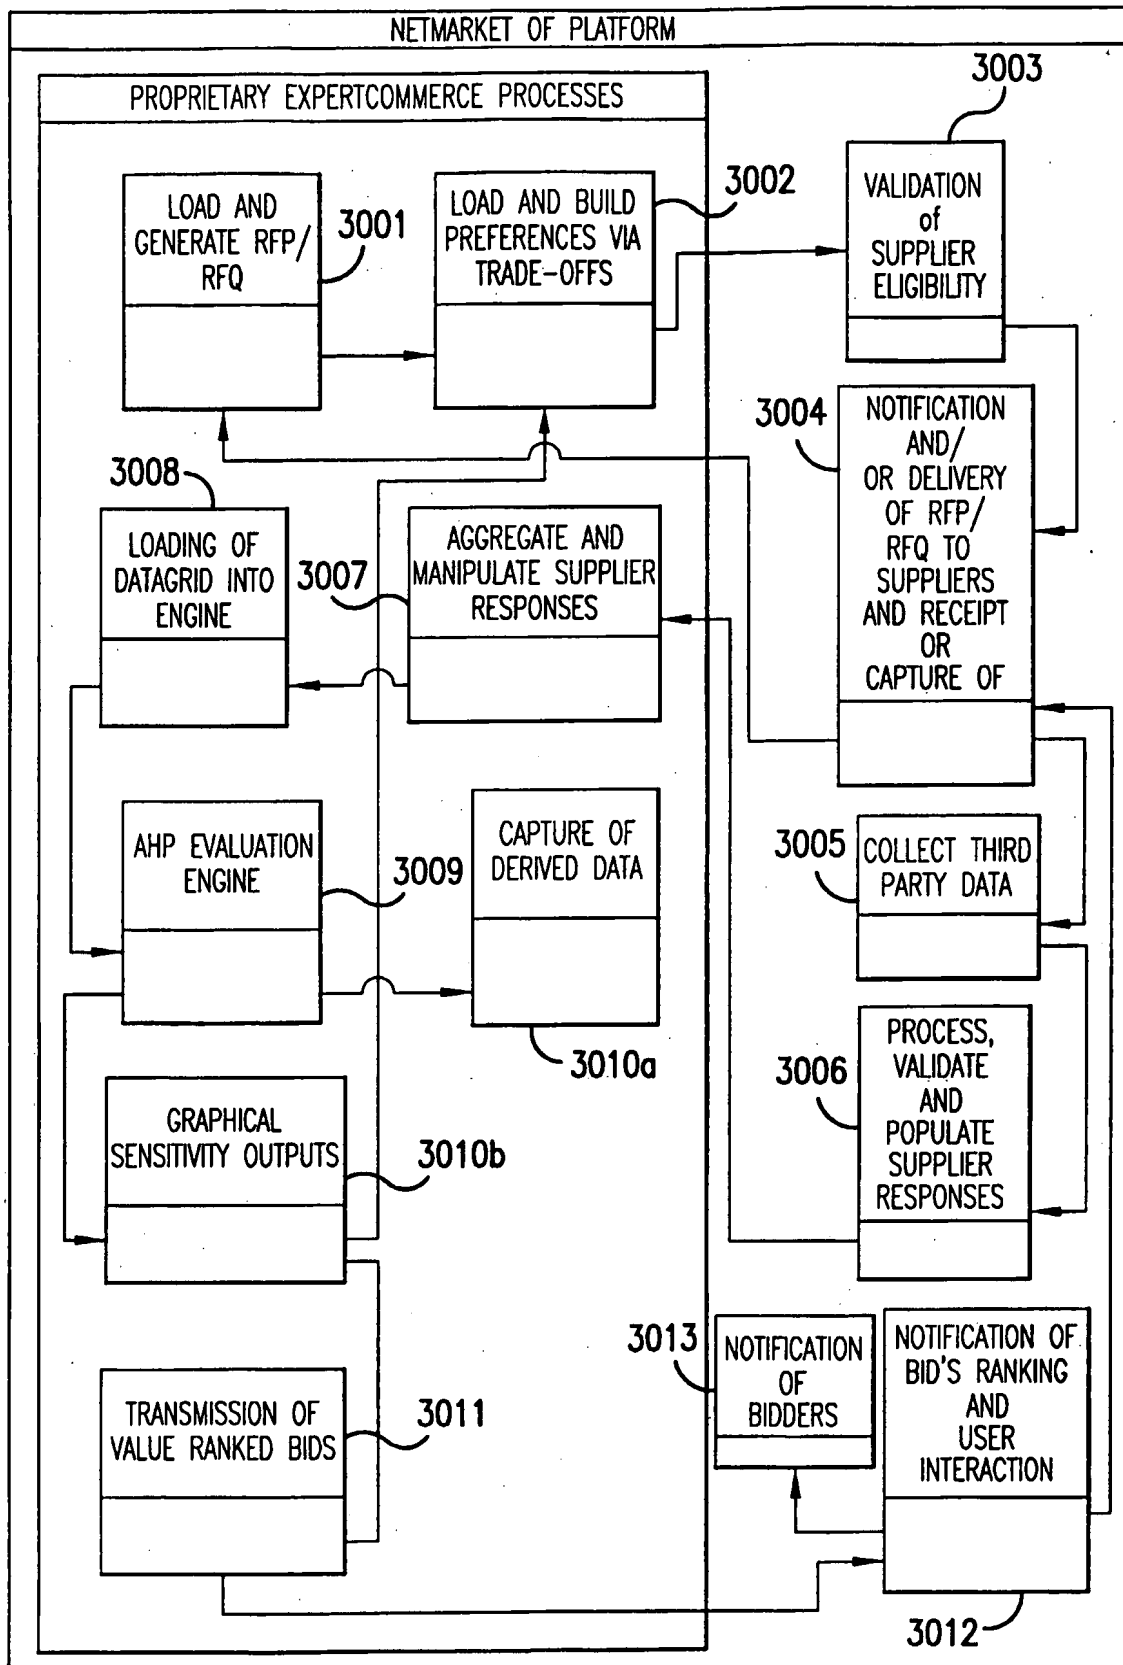 NETMARKET OF PLATFORM
PROPRIETARY EXPERTCOMMERCE PROCESSES
LOAD AND
GENERATE RFP/
RFQ
3001
LOAD AND BUILD
PREFERENCES VIA
TRADE-OFFS
3002
3003
VALIDATION
of
SUPPLIER
ELIGIBILITY
3004
NOTIFICATION
AND/
OR DELIVERY
OF RFP/
RFQ TO
SUPPLIERS
AND RECEIPT
OR
CAPTURE OF
3008
LOADING OF
DATAGRID INTO
ENGINE
3007
AGGREGATE AND
MANIPULATE SUPPLIER
RESPONSES
AHP EVALUATION
ENGINE
3009
CAPTURE OF
DERIVED DATA
3010a
3005
COLLECT THIRD
PARTY DATA
3006
PROCESS,
VALIDATE
AND
POPULATE
SUPPLIER
RESPONSES
GRAPHICAL
SENSITIVITY OUTPUTS
3010b
TRANSMISSION OF
VALUE RANKED BIDS
3011
3013
NOTIFICATION
OF
BIDDERS
NOTIFICATION OF
BID'S RANKING
AND
USER
INTERACTION
3012